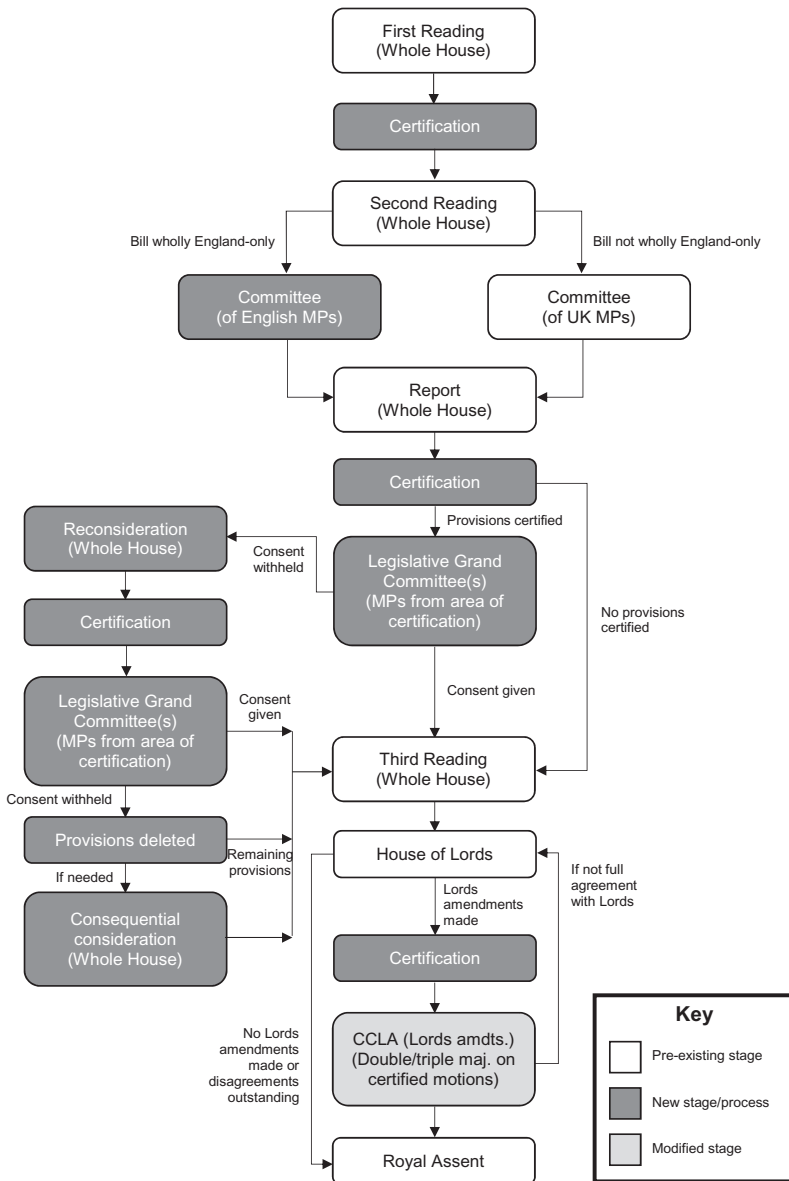 First Reading
(Whole House)
Certification
Second Reading
(Whole House)
Bill wholly England-only
Bill not wholly England-only
Committee
(of English MPs)
Committee
(of UK MPs)
Report
(Whole House)
Certification
Provisions certified
No provisions
certified
Legislative Grand
Committee(s)
(MPs from area of
certification)
Consent
withheld
Reconsideration
(Whole House)
Certification
Legislative Grand
Committee(s)
(MPs from area of
certification)
Consent
given
Consent withheld
Provisions deleted
Remaining
provisions
If needed
Consequential
consideration
(Whole House)
Consent given
Third Reading
(Whole House)
House of Lords
Lords
amendments
made
If not full
agreement
with Lords
Certification
CCLA (Lords amdts.)
(Double/triple maj. on
certified motions)
No Lords
amendments
made or
disagreements
outstanding
Royal Assent
Key
Pre-existing stage
New stage/process
Modified stage